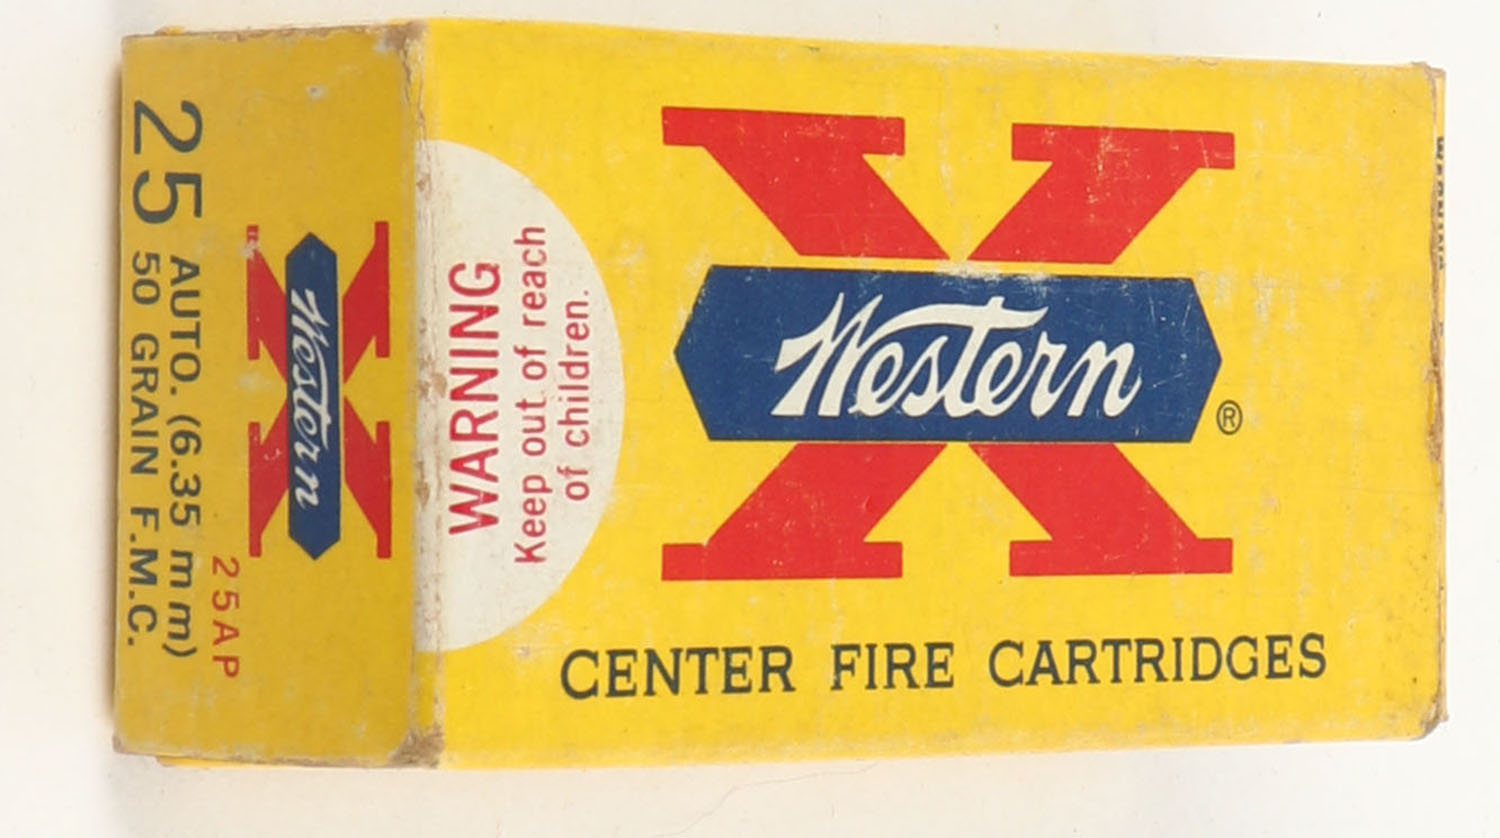 25 AUTO. (6.35 mm)
50 GRAIN F.M.C.
25AP
Western
WARNING
Keep out of reach
of children.
X
Western
®
CENTER FIRE CARTRIDGES